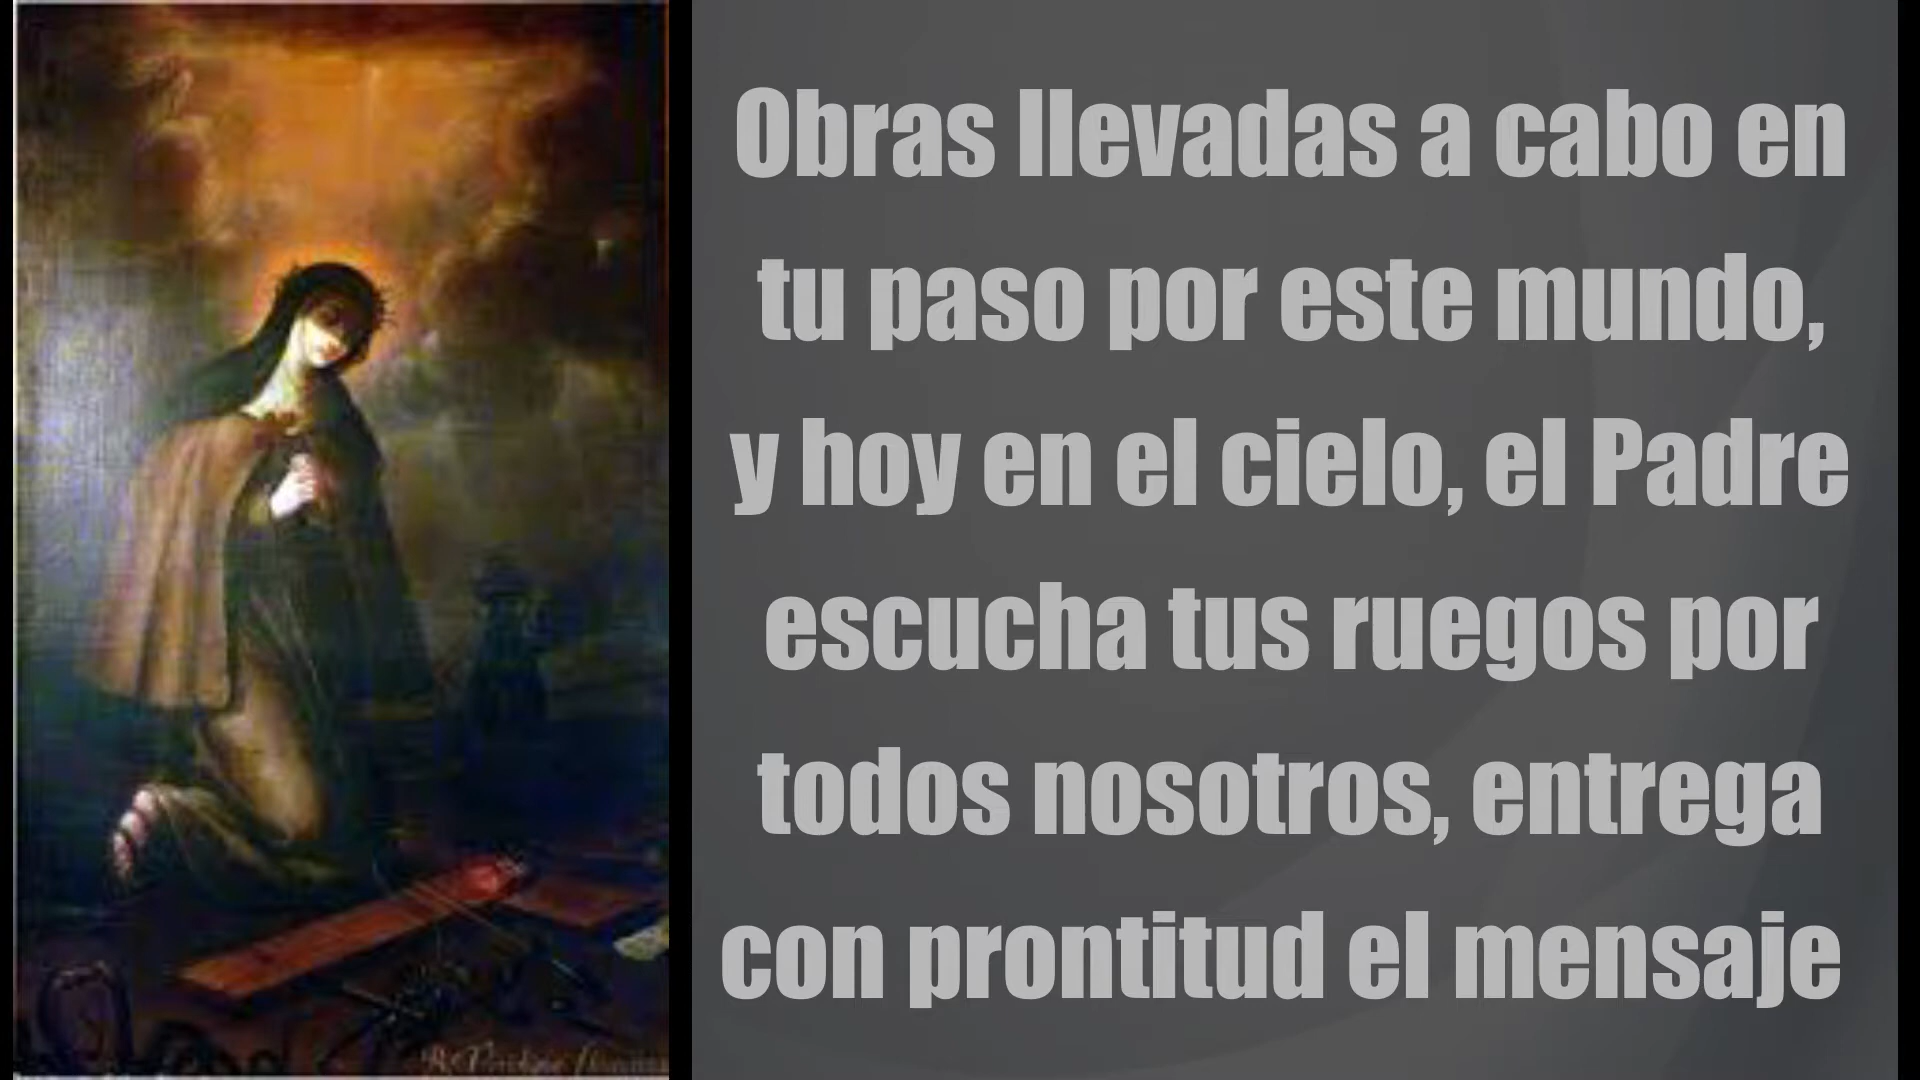 Obras llevadas a cabo en
tu paso por este mundo,
y hoy en el cielo, el Padre
escucha tus ruegos por
todos nosotros, entrega
con prontitud el mensaje